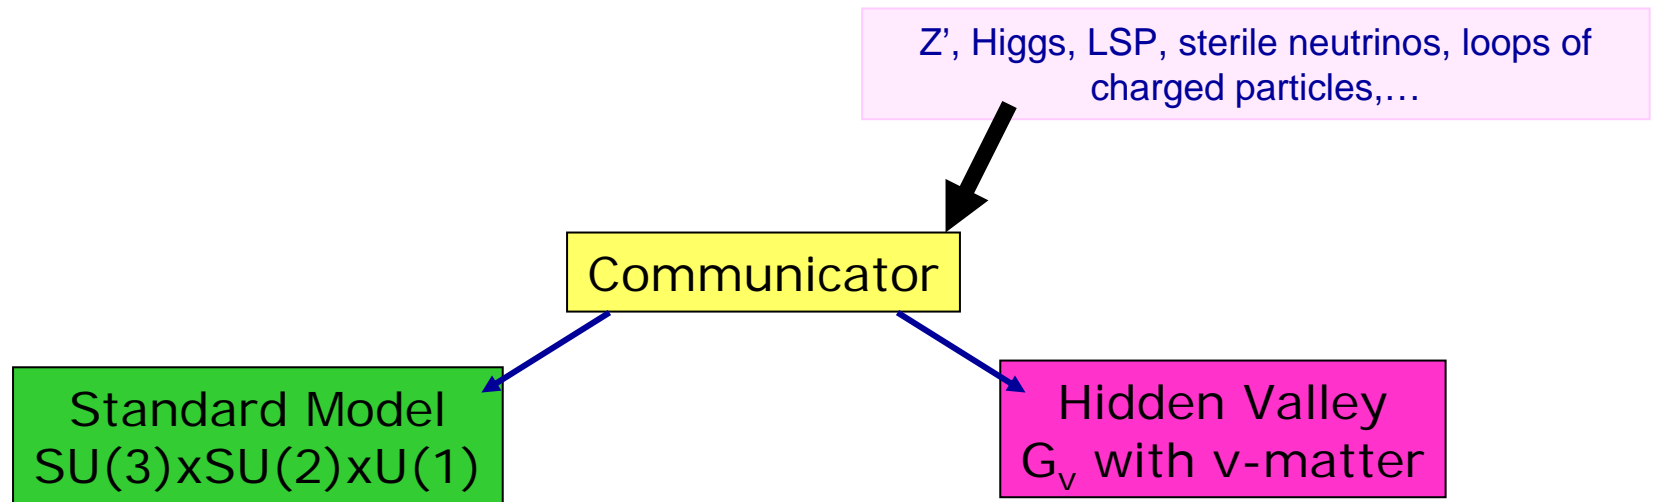 Z’, Higgs, LSP, sterile neutrinos, loops of
charged particles,…
Communicator
Standard Model
SU(3)xSU(2)xU(1)
Hidden Valley
Gᵥ with v-matter